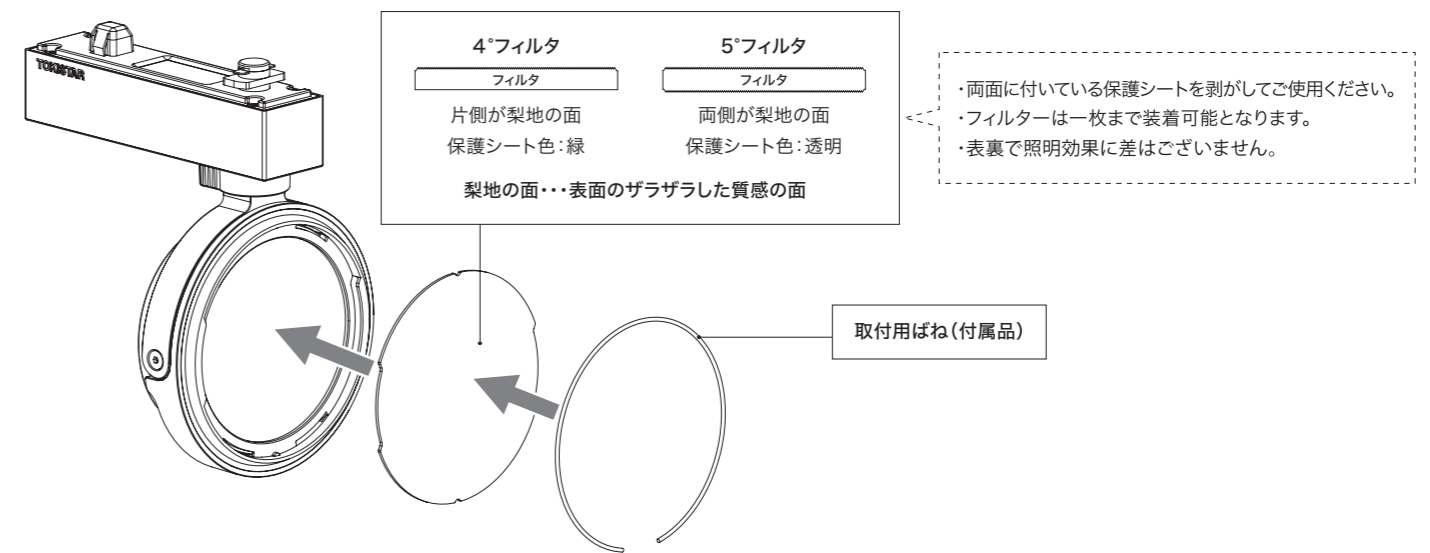 TOKISTAR
4°フィルタ
フィルタ
片側が梨地の面
保護シート色：緑
5°フィルタ
フィルタ
両側が梨地の面
保護シート色：透明
梨地の面・・・表面のザラザラした質感の面
・両面に付いている保護シートを剥がしてご使用ください。
・フィルターは一枚まで装着可能となります。
・表裏で照明効果に差はございません。
取付用ばね（付属品）